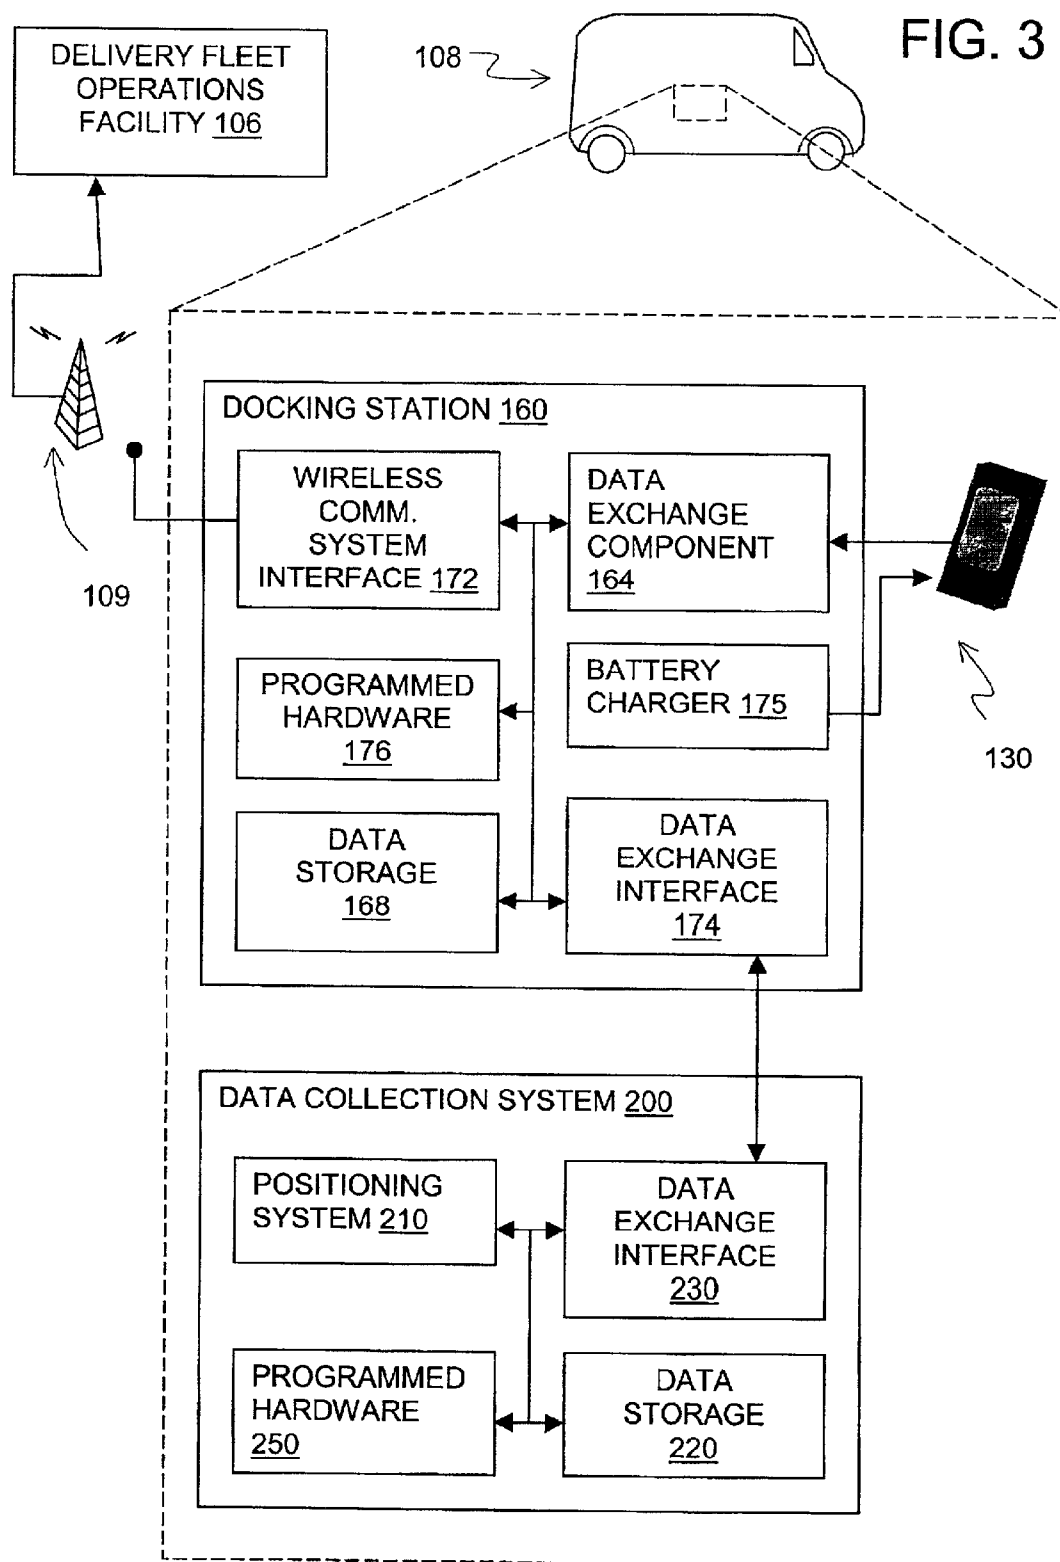 FIG. 3
DELIVERY FLEET
OPERATIONS
FACILITY 106
108
109
DOCKING STATION 160
WIRELESS
COMM.
SYSTEM
INTERFACE 172
DATA
EXCHANGE
COMPONENT
164
PROGRAMMED
HARDWARE
176
BATTERY
CHARGER 175
130
DATA
STORAGE
168
DATA
EXCHANGE
INTERFACE
174
DATA COLLECTION SYSTEM 200
POSITIONING
SYSTEM 210
DATA
EXCHANGE
INTERFACE
230
PROGRAMMED
HARDWARE
250
DATA
STORAGE
220